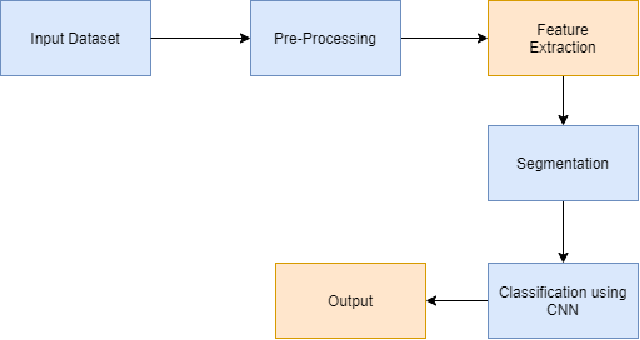 Input Dataset
Pre-Processing
Feature
Extraction
Segmentation
Classification using
CNN
Output